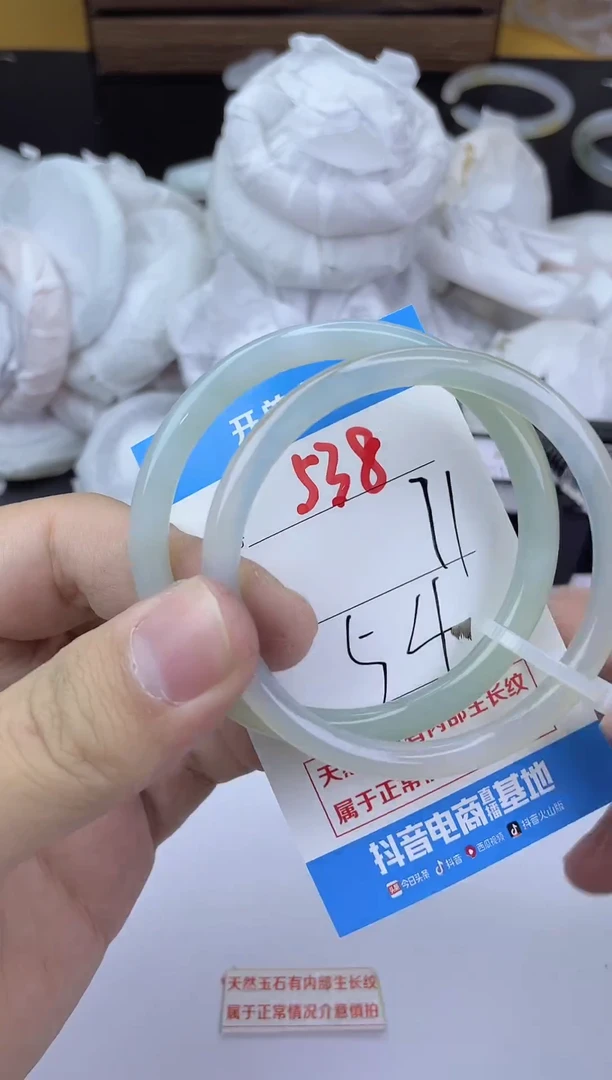 开单
538
71
54
天然
有内部生长纹
属于正常情
抖音电商直播基地
今日头条 抖音 西瓜视频 抖音火山版
天然玉石有内部生长纹
属于正常情况介意慎拍